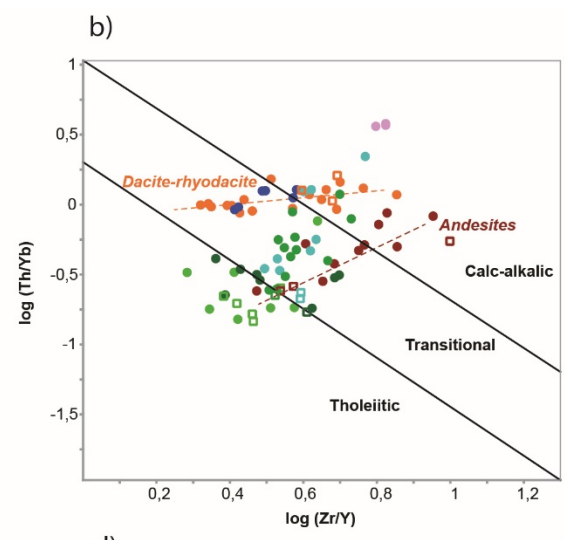 b)
1
0,5
0
-0,5
-1
-1,5
log (Th/Yb)
Dacite-rhyodacite
Andesites
Calc-alkalic
Transitional
Tholeiitic
0,2 0,4 0,6 0,8 1 1,2
log (Zr/Y)